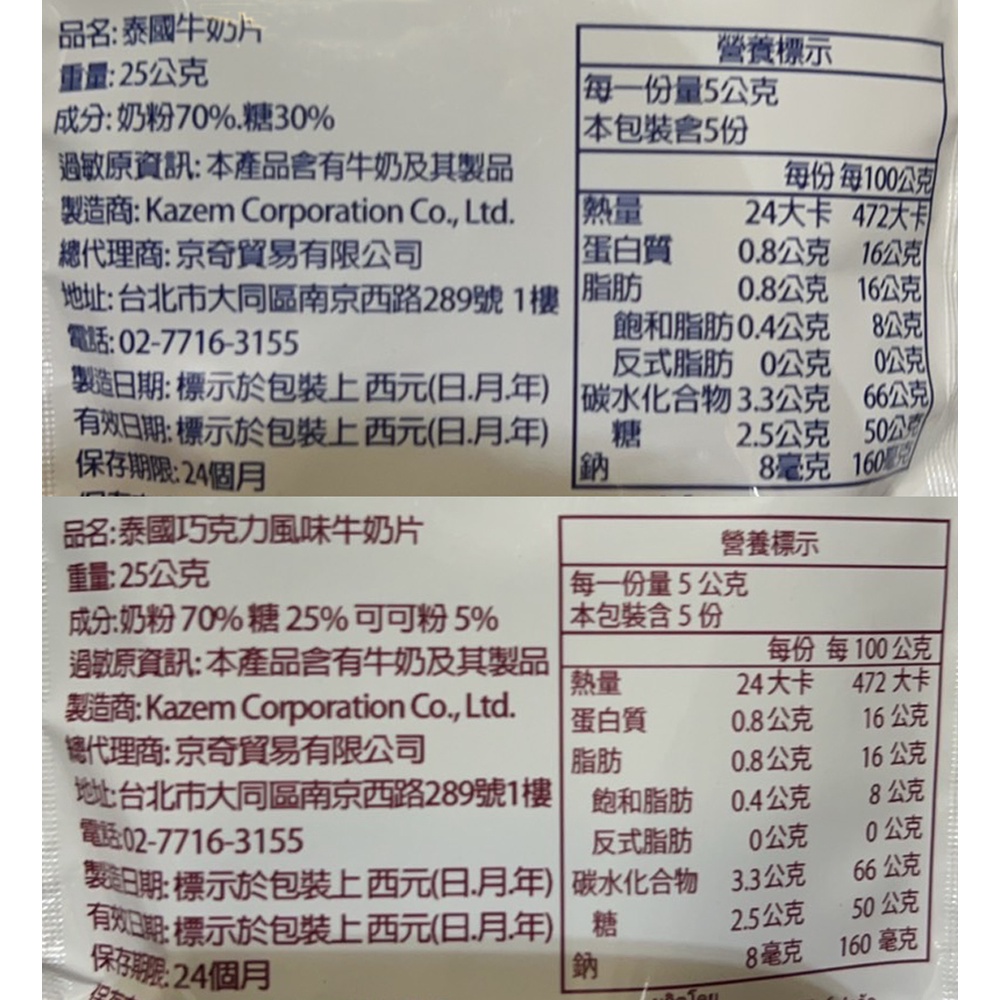 品名:泰國牛奶片
重量:25公克
成分:奶粉70%.糖30%
過敏原資訊:本產品含有牛奶及其製品
製造商:Kazem Corporation Co., Ltd.
總代理商:京奇貿易有限公司
地址:台北市大同區南京西路289號 1樓
電話:02-7716-3155
製造日期:標示於包裝上 西元(日.月.年)
有效日期:標示於包裝上 西元(日.月.年)
保存期限:24個月
營養標示
每一份量5公克
本包裝含5份
每份 每100公克
熱量 24大卡 472大卡
蛋白質 0.8公克 16公克
脂肪 0.8公克 16公克
飽和脂肪 0.4公克 8公克
反式脂肪 0公克 0公克
碳水化合物 3.3公克 66公克
糖 2.5公克 50公克
鈉 8毫克 160毫克
品名:泰國巧克力風味牛奶片
重量:25公克
成分:奶粉 70% 糖 25% 可可粉 5%
過敏原資訊:本產品含有牛奶及其製品
製造商:Kazem Corporation Co., Ltd.
總代理商:京奇貿易有限公司
地址:台北市大同區南京西路289號1樓
電話:02-7716-3155
製造日期:標示於包裝上 西元(日.月.年)
有效日期:標示於包裝上 西元(日.月.年)
保存期限:24個月
營養標示
每一份量 5 公克
本包裝含 5 份
每份 每 100 公克
熱量 24大卡 472 大卡
蛋白質 0.8公克 16 公克
脂肪 0.8公克 16 公克
飽和脂肪 0.4公克 8 公克
反式脂肪 0公克 0 公克
碳水化合物 3.3公克 66 公克
糖 2.5公克 50 公克
鈉 8毫克 160 毫克